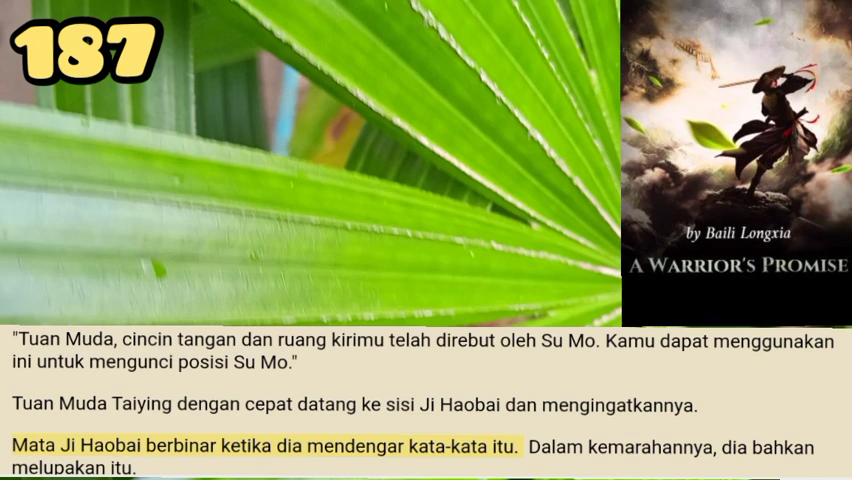 187
by Baili Longxia
A WARRIOR'S PROMISE
"Tuan Muda, cincin tangan dan ruang kirimu telah direbut oleh Su Mo. Kamu dapat menggunakan
ini untuk mengunci posisi Su Mo."
Tuan Muda Taiying dengan cepat datang ke sisi Ji Haobai dan mengingatkannya.
Mata Ji Haobai berbinar ketika dia mendengar kata-kata itu. Dalam kemarahannya, dia bahkan
melupakan itu.